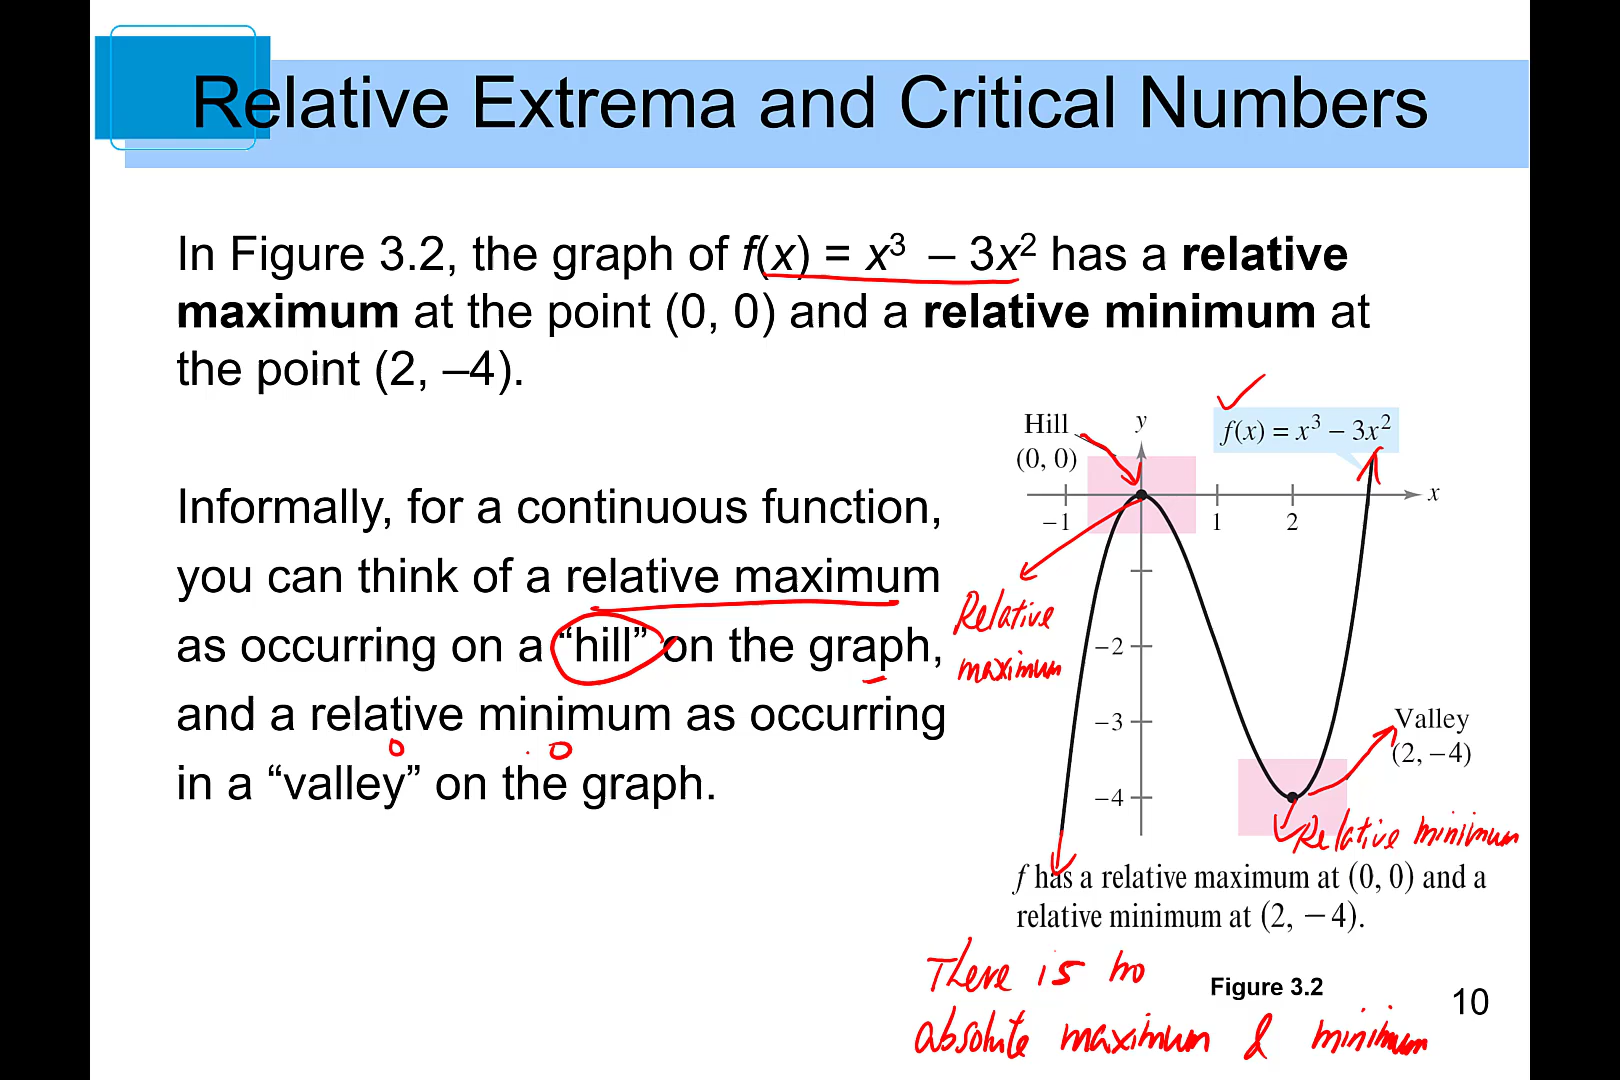 Relative Extrema and Critical Numbers
In Figure 3.2, the graph of f(x) = x³ – 3x² has a relative
maximum at the point (0, 0) and a relative minimum at
the point (2, –4).
Informally, for a continuous function,
you can think of a relative maximum
as occurring on a “hill” on the graph,
and a relative minimum as occurring
in a “valley” on the graph.
Hill
(0, 0)
y
f(x) = x³ − 3x²
x
−1
1
2
−2
−3
−4
Relative
maximum
Valley
(2, −4)
Relative minimum
f has a relative maximum at (0, 0) and a
relative minimum at (2, −4).
There is no
absolute maximum & minimum
Figure 3.2
10